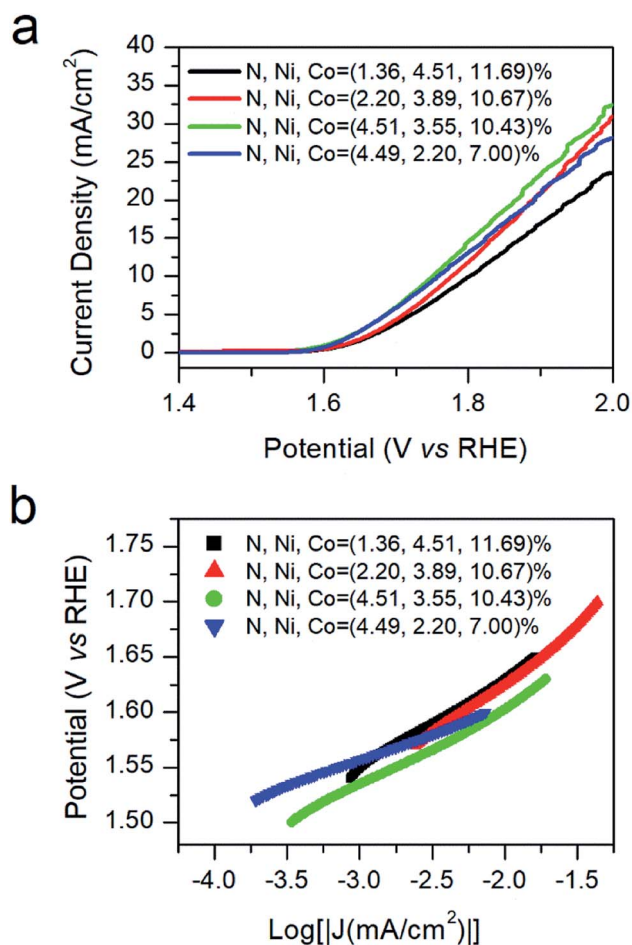 a
40
35
30
25
20
15
10
5
0
Current Density (mA/cm²)
N, Ni, Co=(1.36, 4.51, 11.69)%
N, Ni, Co=(2.20, 3.89, 10.67)%
N, Ni, Co=(4.51, 3.55, 10.43)%
N, Ni, Co=(4.49, 2.20, 7.00)%
1.4 1.6 1.8 2.0
Potential (V vs RHE)
b
1.75
1.70
1.65
1.60
1.55
1.50
Potential (V vs RHE)
N, Ni, Co=(1.36, 4.51, 11.69)%
N, Ni, Co=(2.20, 3.89, 10.67)%
N, Ni, Co=(4.51, 3.55, 10.43)%
N, Ni, Co=(4.49, 2.20, 7.00)%
-4.0 -3.5 -3.0 -2.5 -2.0 -1.5
Log[|J(mA/cm²)|]